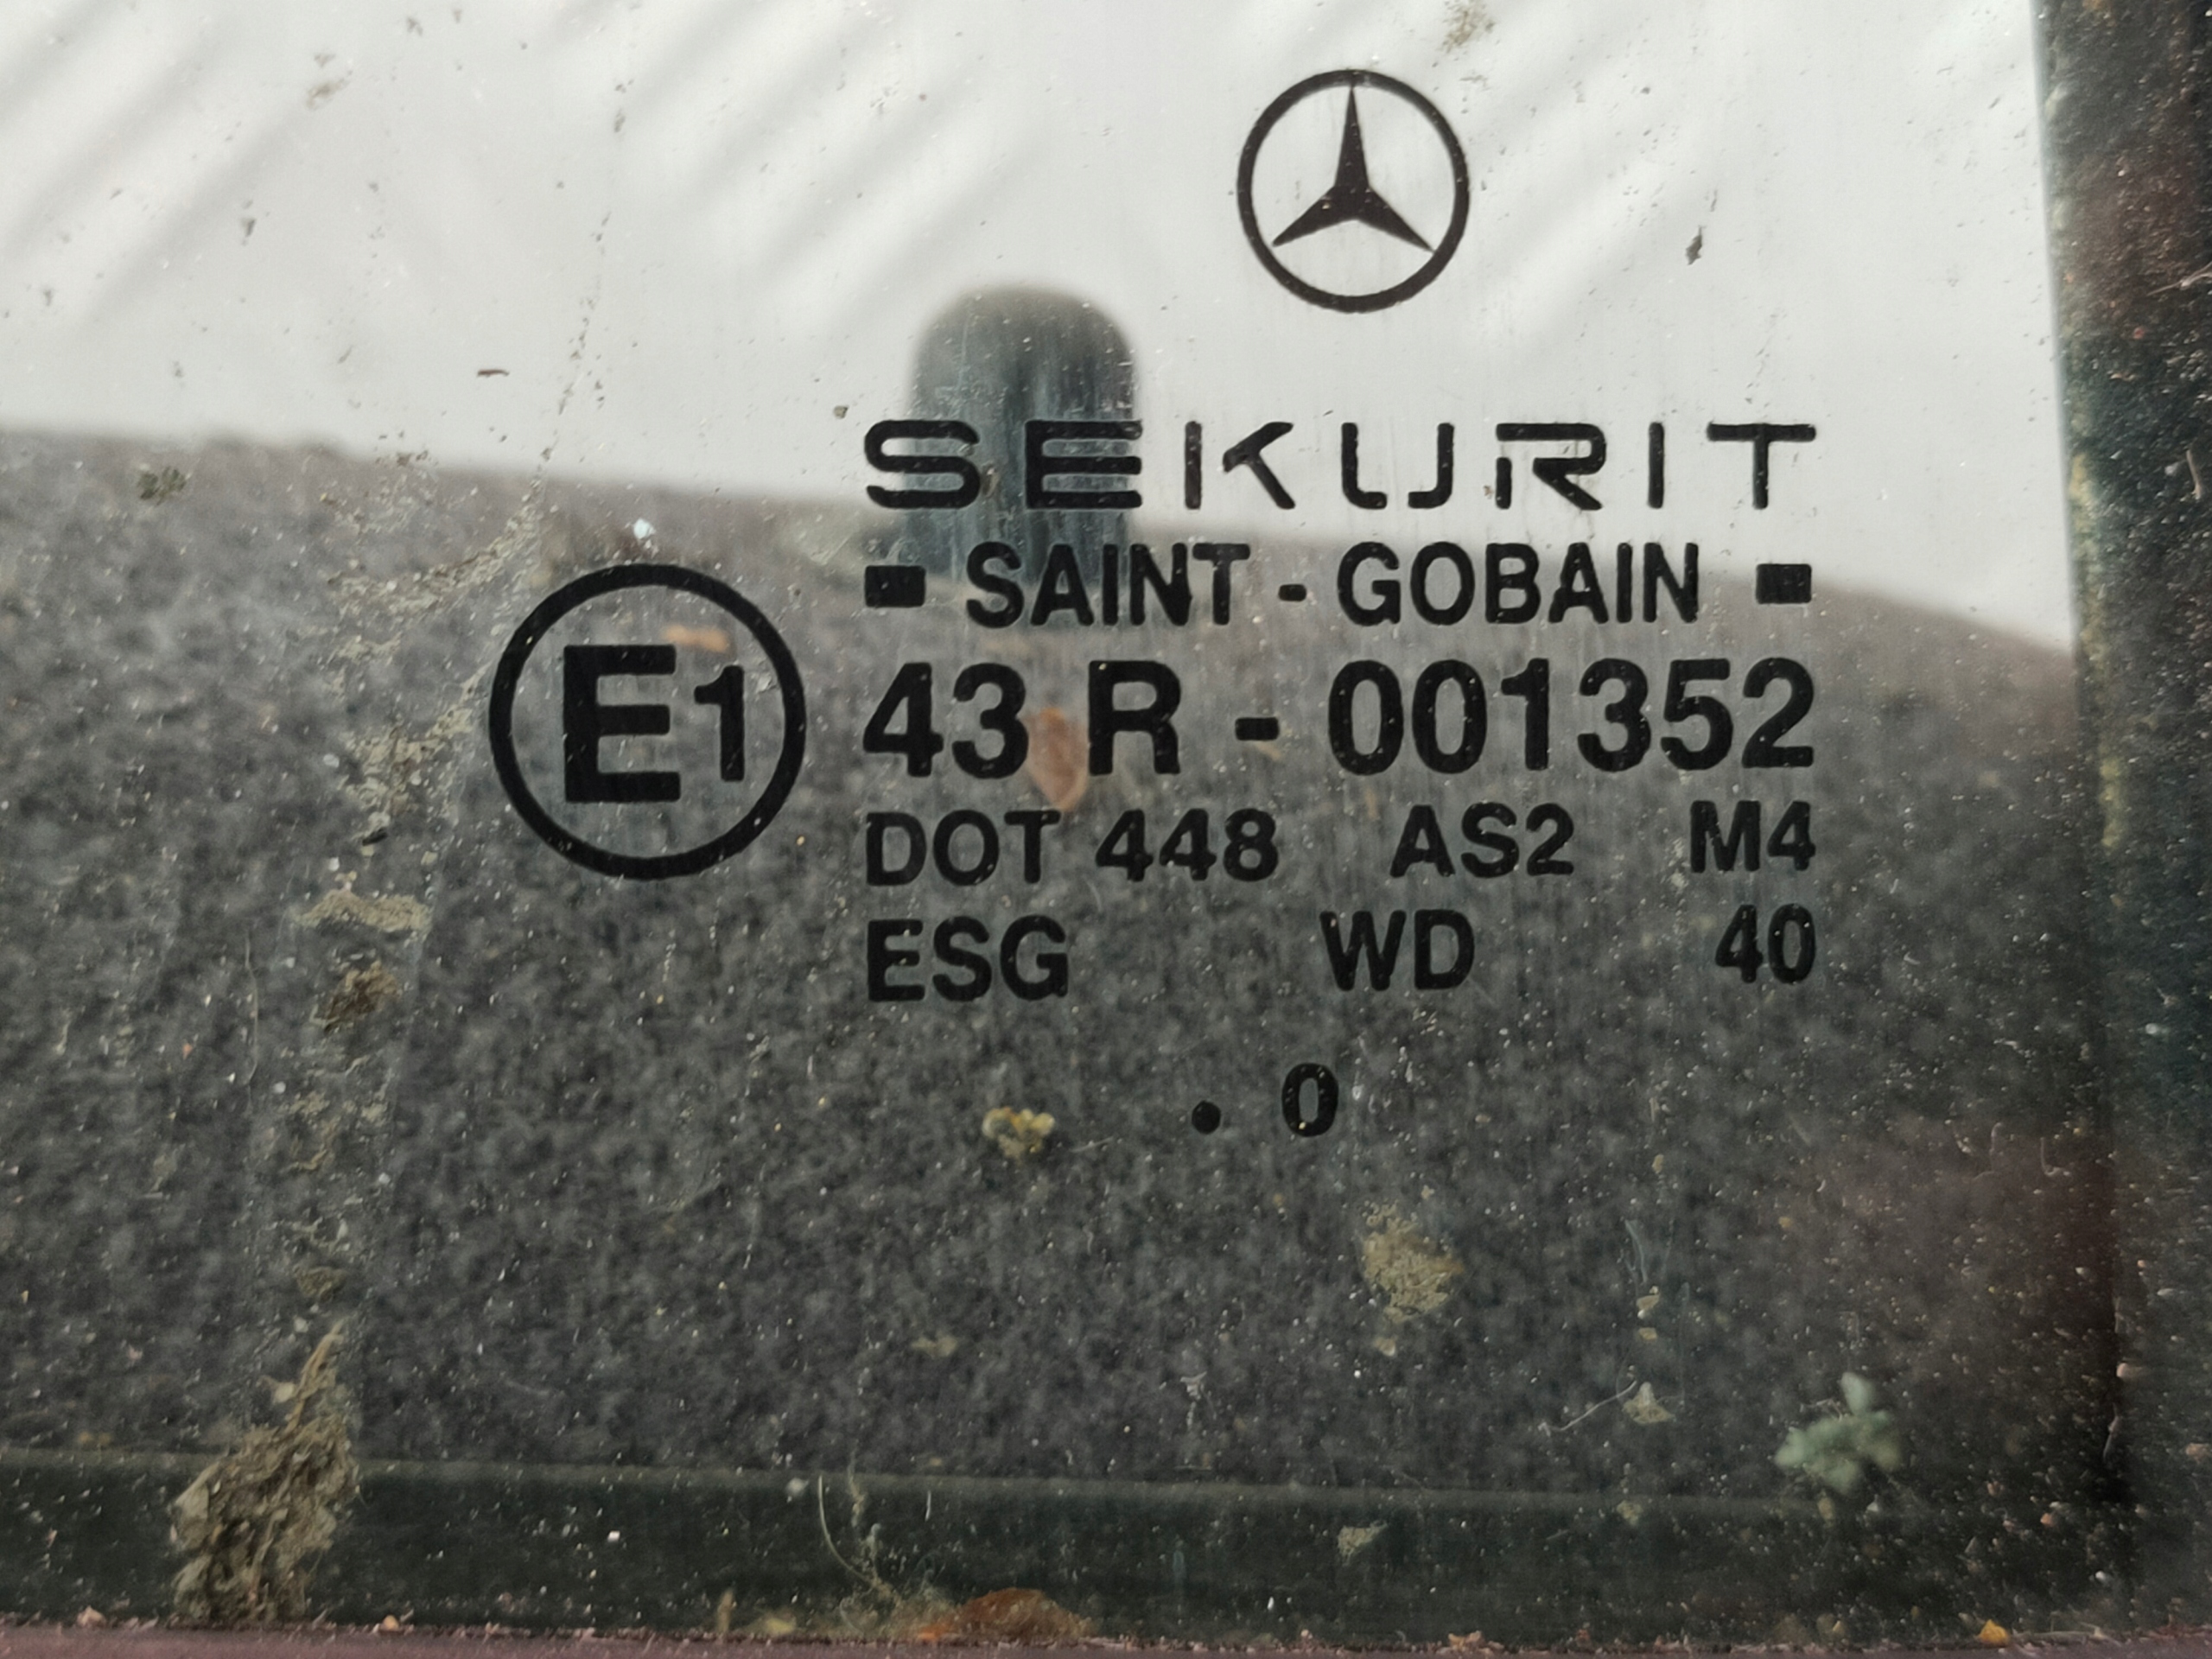 SEKURIT
▪ SAINT - GOBAIN ▪
E1 43 R - 001352
DOT 448 AS2 M4
ESG WD 40
. 0